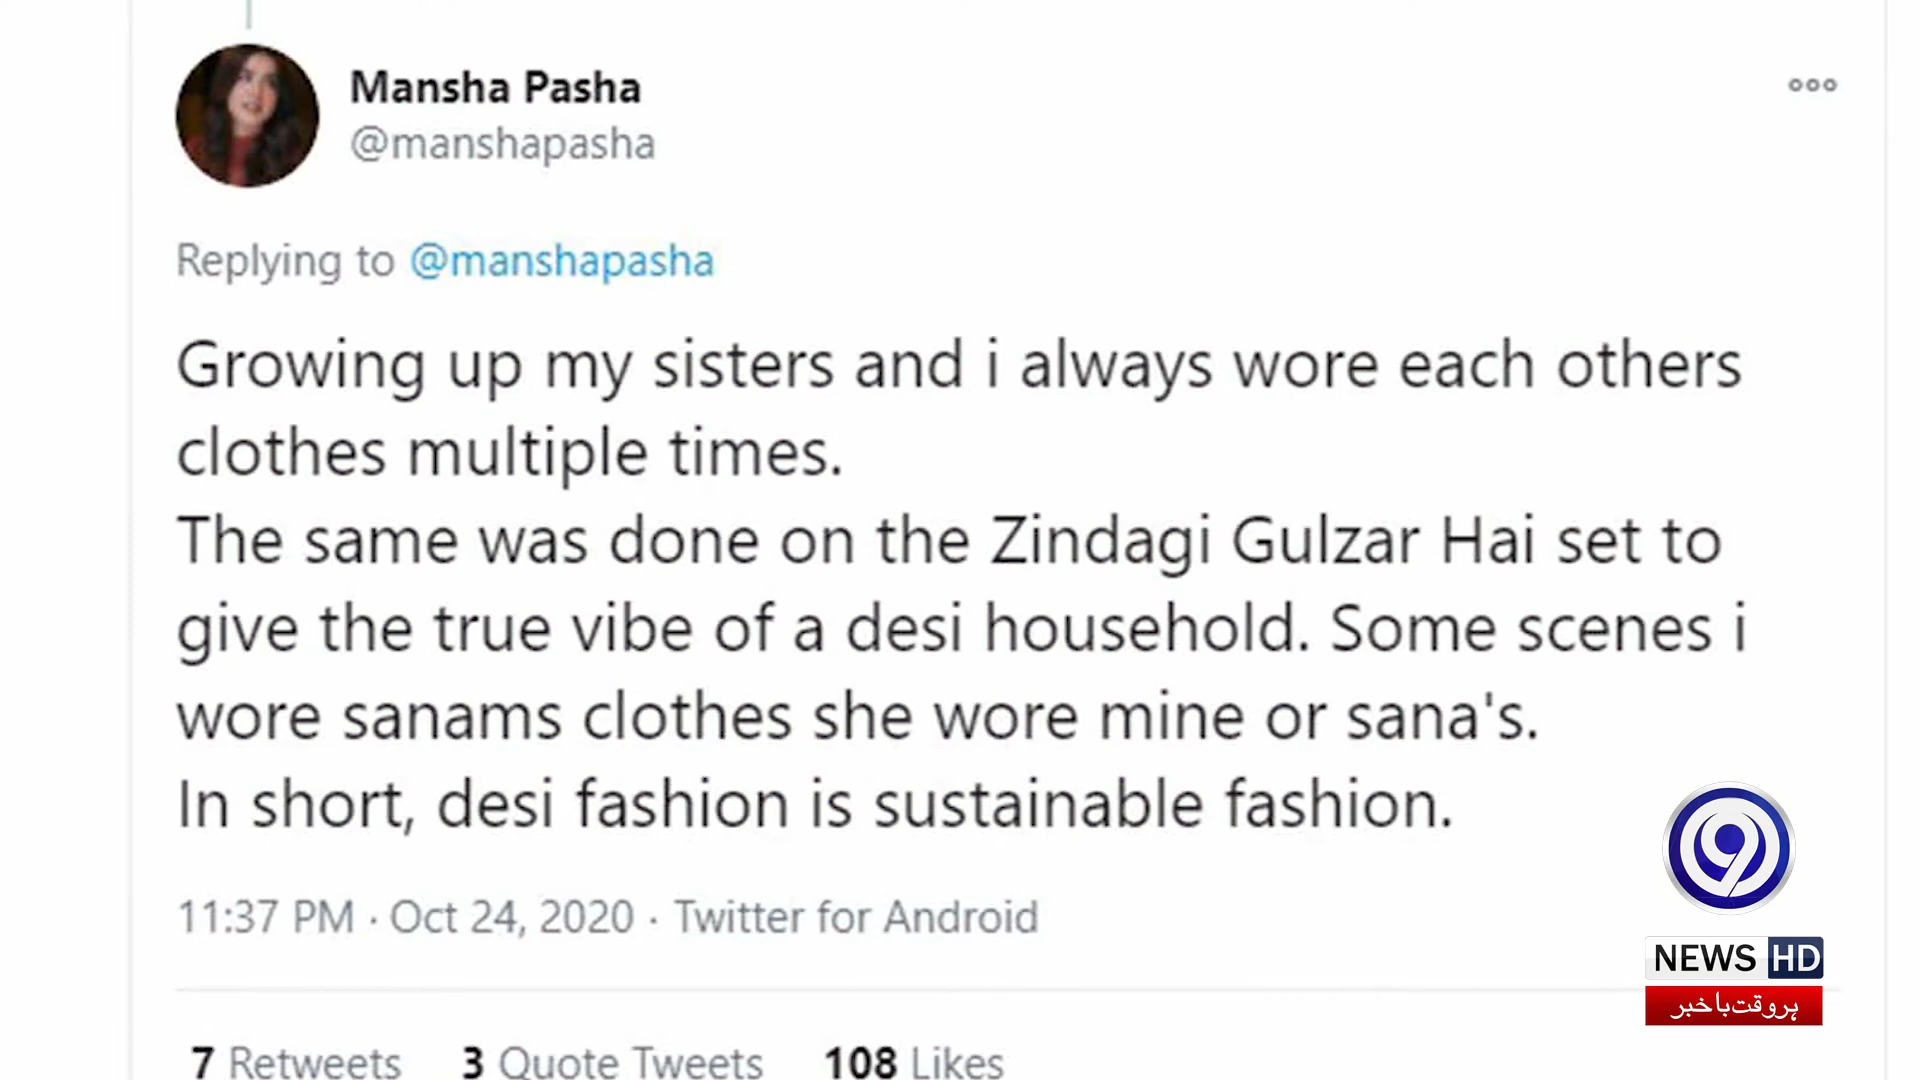 Mansha Pasha
@manshapasha
Replying to @manshapasha
Growing up my sisters and i always wore each others
clothes multiple times.
The same was done on the Zindagi Gulzar Hai set to
give the true vibe of a desi household. Some scenes i
wore sanams clothes she wore mine or sana's.
In short, desi fashion is sustainable fashion.
11:37 PM · Oct 24, 2020 · Twitter for Android
7 Retweets 3 Quote Tweets 108 Likes
9
NEWS HD
ہروقت باخبر